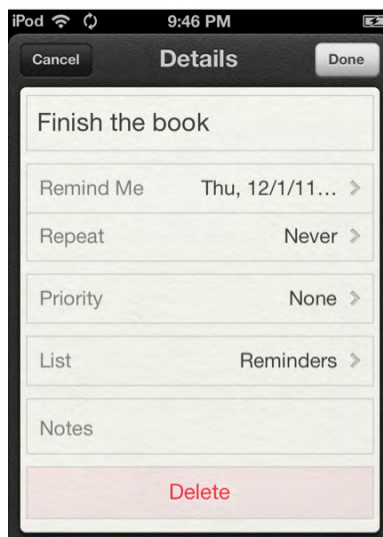 iPod 9:46 PM
Cancel Details Done
Finish the book
Remind Me Thu, 12/1/11...
Repeat Never
Priority None
List Reminders
Notes
Delete